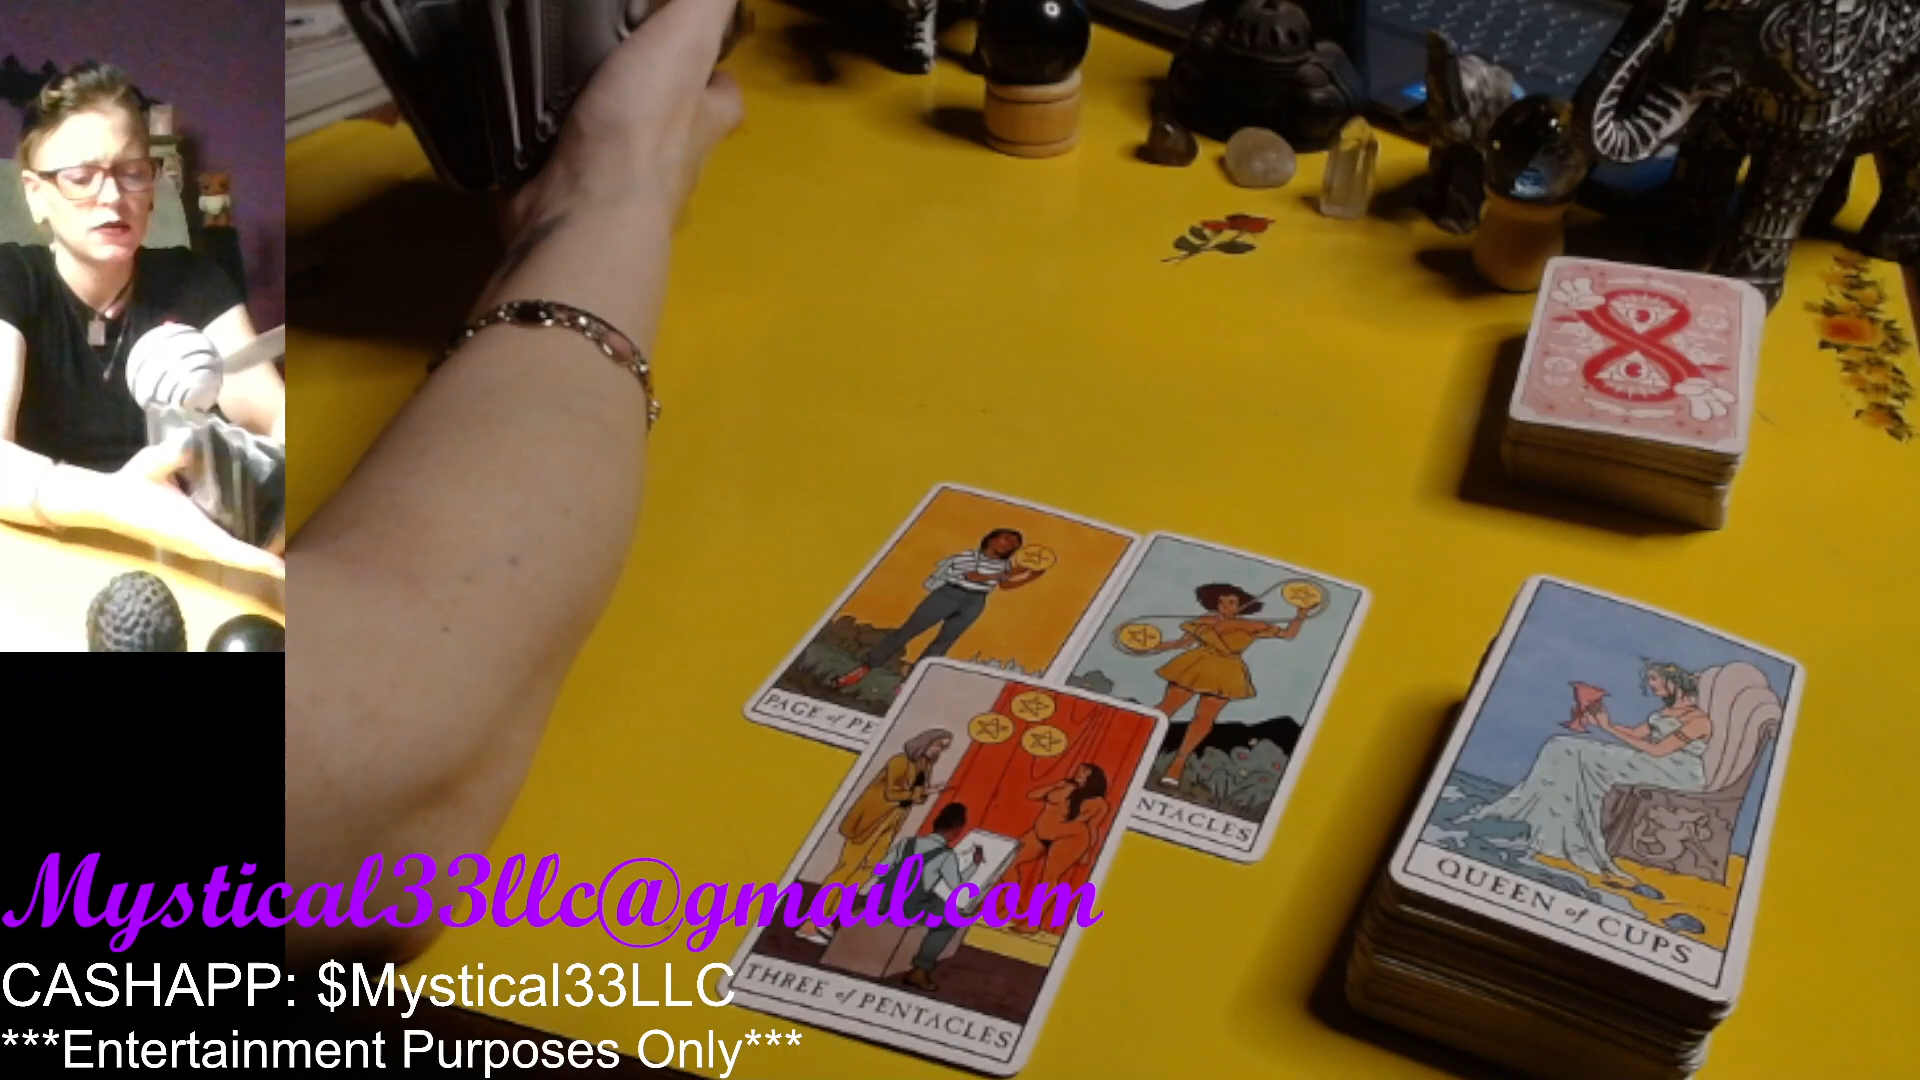 PAGE of PE
NTACLES
THREE of PENTACLES
QUEEN of CUPS
Mystical33llc@gmail.com
CASHAPP: $Mystical33LLC
***Entertainment Purposes Only***